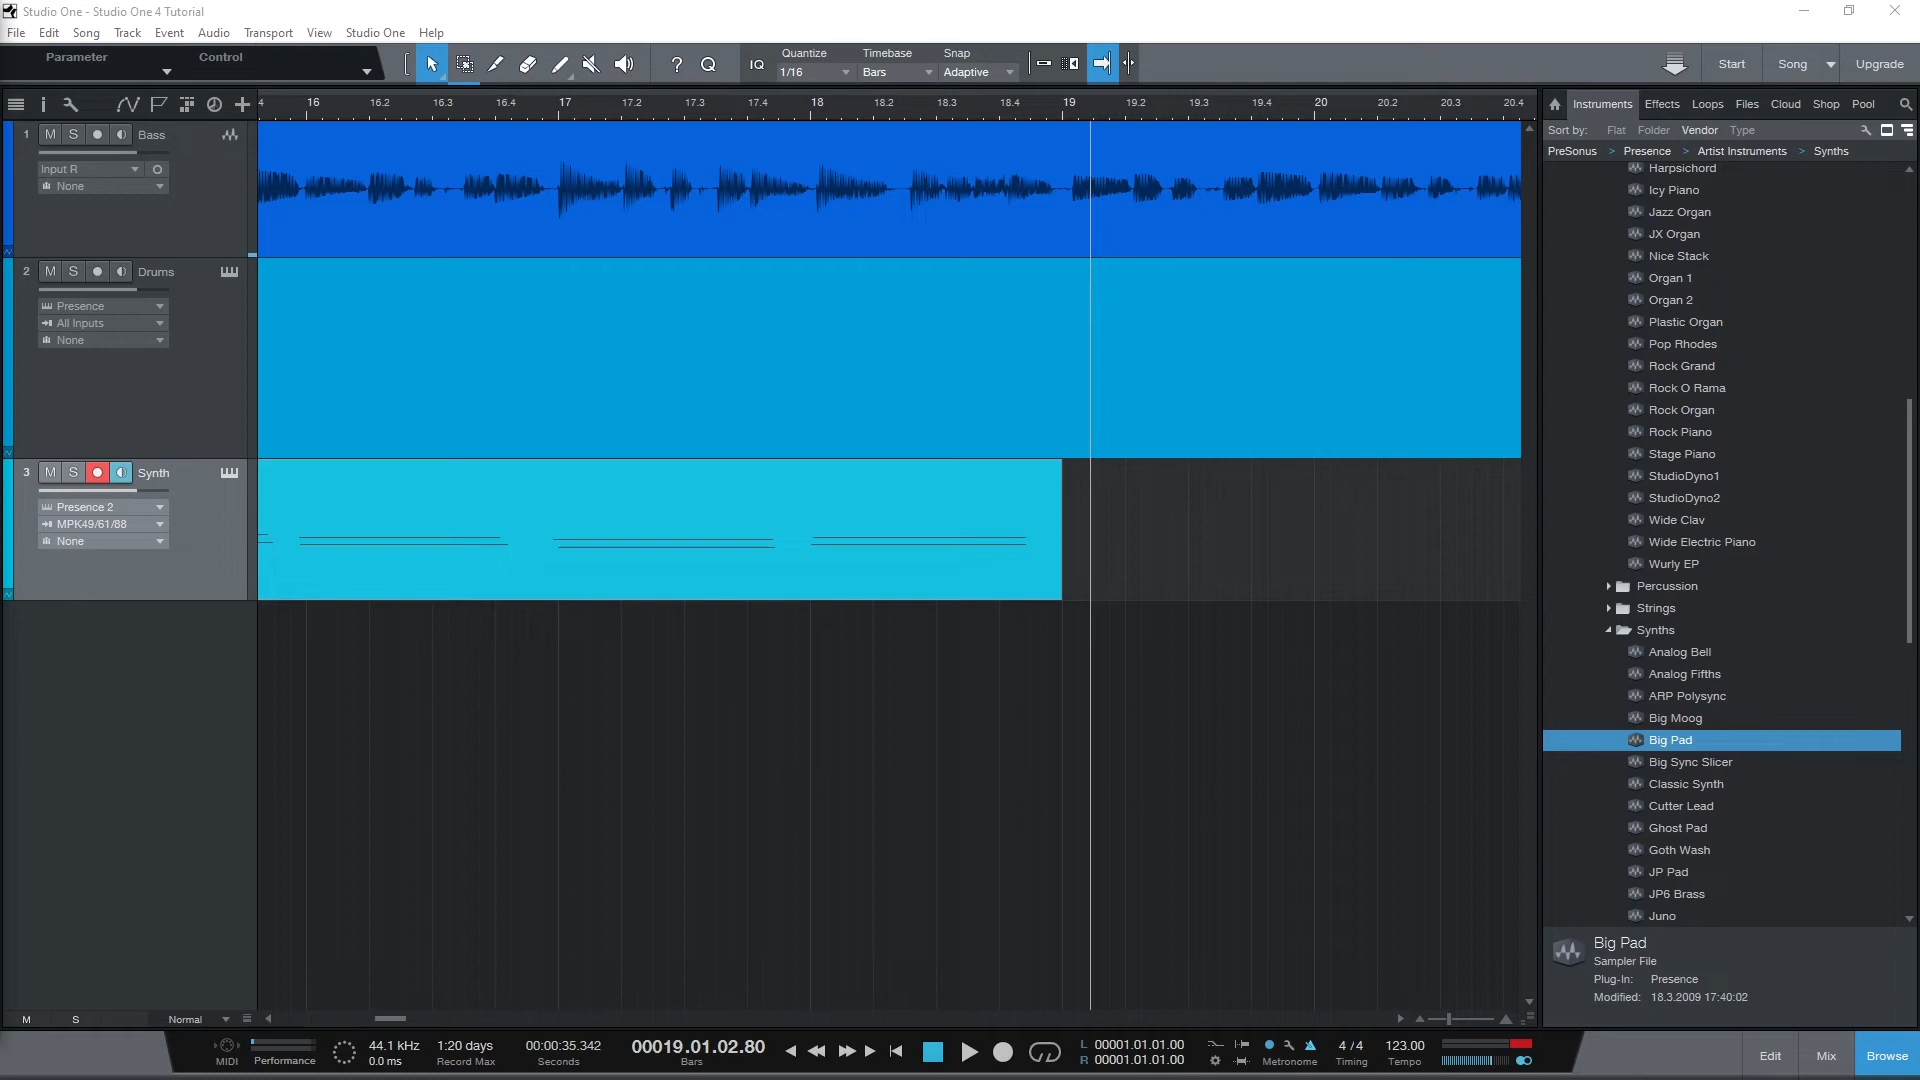 Studio One - Studio One 4 Tutorial
File Edit Song Track Event Audio Transport View Studio One Help
Parameter Control
Quantize Timebase Snap
IQ 1/16 Bars Adaptive
Start Song Upgrade
4 16 16.2 16.3 16.4 17 17.2 17.3 17.4 18 18.2 18.3 18.4 19 19.2 19.3 19.4 20 20.2 20.3 20.4
Instruments Effects Loops Files Cloud Shop Pool
Sort by: Flat Folder Vendor Type
PreSonus > Presence > Artist Instruments > Synths
1 M S Bass
Input R
None
2 M S Drums
Presence
All Inputs
None
3 M S Synth
Presence 2
MPK49/61/88
None
Harpsichord
Icy Piano
Jazz Organ
JX Organ
Nice Stack
Organ 1
Organ 2
Plastic Organ
Pop Rhodes
Rock Grand
Rock O Rama
Rock Organ
Rock Piano
Stage Piano
StudioDyno1
StudioDyno2
Wide Clav
Wide Electric Piano
Wurly EP
Percussion
Strings
Synths
Analog Bell
Analog Fifths
ARP Polysync
Big Moog
Big Pad
Big Sync Slicer
Classic Synth
Cutter Lead
Ghost Pad
Goth Wash
JP Pad
JP6 Brass
Juno
Big Pad
Sampler File
Plug-In: Presence
Modified: 18.3.2009 17:40:02
M S Normal
MIDI Performance
44.1 kHz
0.0 ms
1:20 days
Record Max
00:00:35.342
Seconds
00019.01.02.80
Bars
L 00001.01.01.00
R 00001.01.01.00
Metronome
4 / 4
Timing
123.00
Tempo
Edit Mix Browse